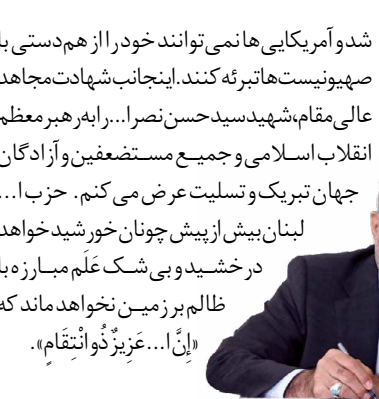 شد و آمریکایی‌ها نمی‌توانند خود را از هم‌دستی با
صهیونیست‌ها تبرئه کنند. اینجانب شهادت مجاهد
عالی‌مقام، شهید سید حسن نصرا... را به رهبر معظم
انقلاب اسلامی و جمیع مستضعفین و آزادگان
جهان تبریک و تسلیت عرض می‌کنم. حزب ا...
لبنان بیش از پیش چونان خورشید خواهد
درخشید و بی‌شک عَلَم مبارزه با
ظالم بر زمین نخواهد ماند که
«إِنَّ ا... عَزِیزٌ ذُو انْتِقَامٍ».